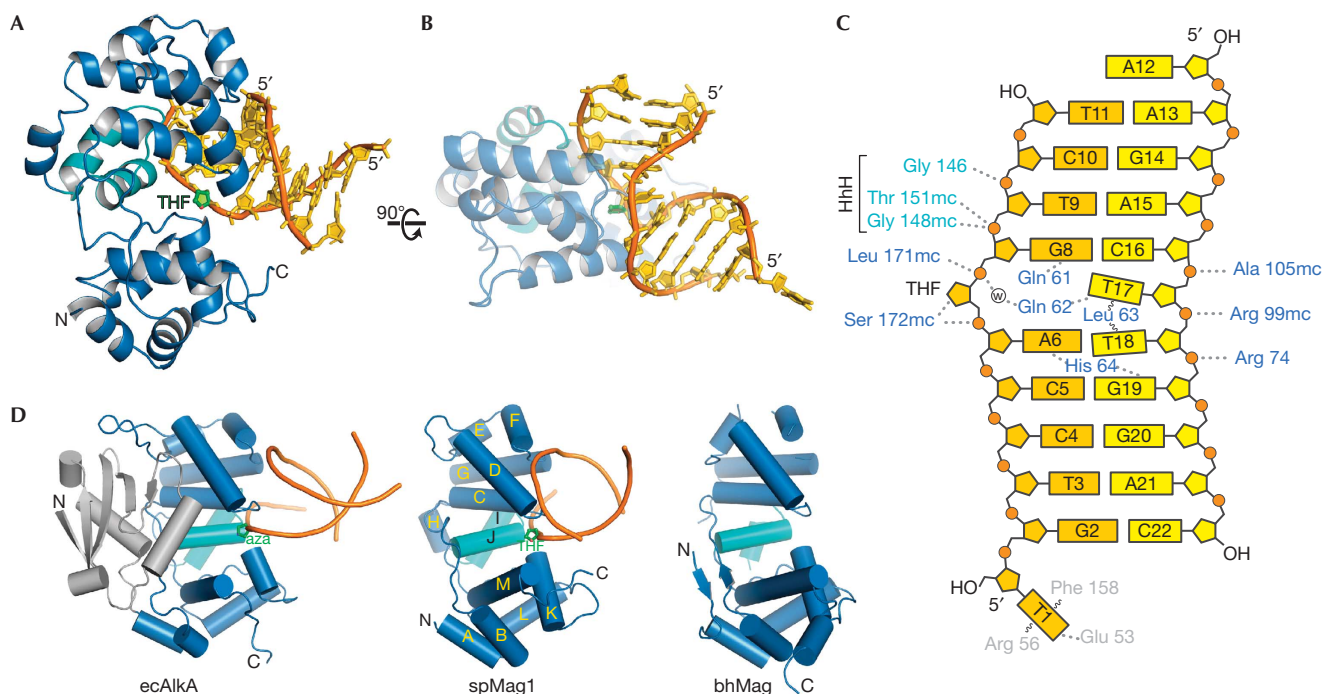 A
B
C
THF
5′
5′
C
N
90°
5′
5′
5′
OH
A12
HO
T11
A13
C10
G14
HhH
Gly 146
Thr 151mc
Gly 148mc
T9
A15
Leu 171mc
G8
C16
Gln 61
Ala 105mc
THF
w
Gln 62
T17
Leu 63
Arg 99mc
Ser 172mc
A6
T18
His 64
Arg 74
C5
G19
C4
G20
T3
A21
G2
C22
OH
HO
5′
T1
Phe 158
Arg 56
Glu 53
D
N
aza
C
ecAlkA
E
F
G
D
C
H
I
J
THF
M
C
L
K
N
A
B
spMag1
N
C
bhMag